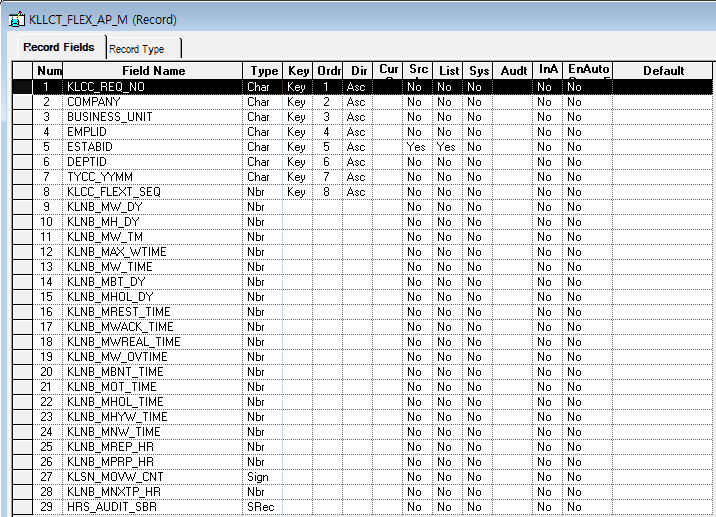 KLLCT_FLEX_AP_M (Record)
Record Fields Record Type
Num Field Name Type Key Ordr Dir Cur Src List Sys Audt InA EnAuto Default
1 KLCC_REQ_NO Char Key 1 Asc No No No No No
2 COMPANY Char Key 2 Asc No No No No No
3 BUSINESS_UNIT Char Key 3 Asc No No No No No
4 EMPLID Char Key 4 Asc No No No No No
5 ESTABID Char Key 5 Asc Yes Yes No No No
6 DEPTID Char Key 6 Asc No No No No No
7 TYCC_YYMM Char Key 7 Asc No No No No No
8 KLCC_FLEXT_SEQ Nbr Key 8 Asc No No No No No
9 KLNB_MW_DY Nbr No No No No No
10 KLNB_MH_DY Nbr No No No No No
11 KLNB_MW_TM Nbr No No No No No
12 KLNB_MAX_WTIME Nbr No No No No No
13 KLNB_MW_TIME Nbr No No No No No
14 KLNB_MBT_DY Nbr No No No No No
15 KLNB_MHOL_DY Nbr No No No No No
16 KLNB_MREST_TIME Nbr No No No No No
17 KLNB_MWACK_TIME Nbr No No No No No
18 KLNB_MWREAL_TIME Nbr No No No No No
19 KLNB_MW_OVTIME Nbr No No No No No
20 KLNB_MBNT_TIME Nbr No No No No No
21 KLNB_MOT_TIME Nbr No No No No No
22 KLNB_MHOL_TIME Nbr No No No No No
23 KLNB_MHYW_TIME Nbr No No No No No
24 KLNB_MNW_TIME Nbr No No No No No
25 KLNB_MREP_HR Nbr No No No No No
26 KLNB_MPRP_HR Nbr No No No No No
27 KLSN_MOVW_CNT Sign No No No No No
28 KLNB_MNXTP_HR Nbr No No No No No
29 HRS_AUDIT_SBR SRec No No No No No